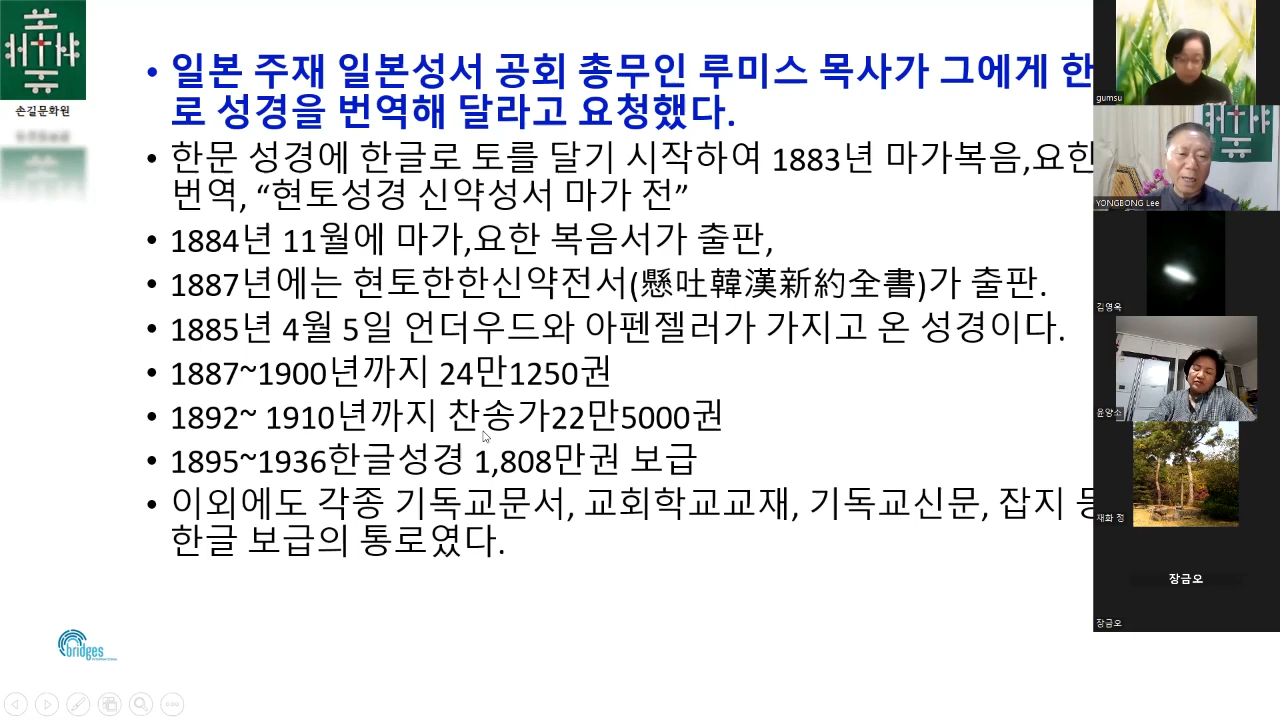 손길문화원
• 일본 주재 일본성서 공회 총무인 루미스 목사가 그에게 한
로 성경을 번역해 달라고 요청했다.
• 한문 성경에 한글로 토를 달기 시작하여 1883년 마가복음,요한
번역, “현토성경 신약성서 마가 전”
• 1884년 11월에 마가,요한 복음서가 출판,
• 1887년에는 현토한한신약전서(懸吐韓漢新約全書)가 출판.
• 1885년 4월 5일 언더우드와 아펜젤러가 가지고 온 성경이다.
• 1887~1900년까지 24만1250권
• 1892~ 1910년까지 찬송가22만5000권
• 1895~1936한글성경 1,808만권 보급
• 이외에도 각종 기독교문서, 교회학교교재, 기독교신문, 잡지 등
한글 보급의 통로였다.
bridges
gumsu
YONGBONG Lee
김영옥
윤양소
재화 정
장금오
장금오